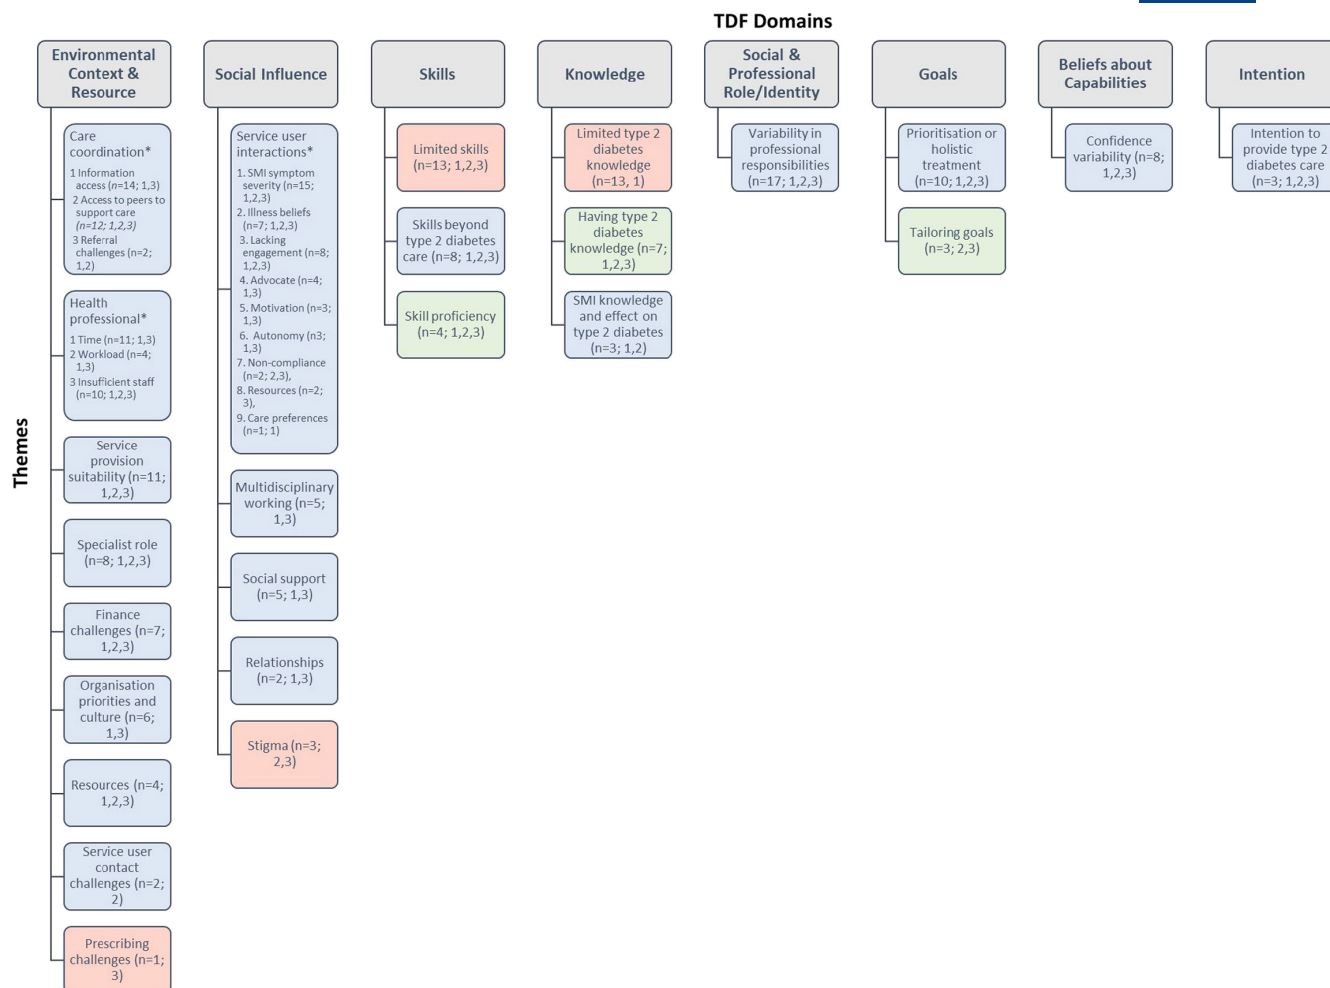 TDF Domains
Environmental
Context &
Resource
Social Influence
Skills
Knowledge
Social &
Professional
Role/Identity
Goals
Beliefs about
Capabilities
Intention
Themes
Care
coordination*
1 Information
access (n=14; 1,3)
2 Access to peers to
support care
(n=12; 1,2,3)
3 Referral
challenges (n=2;
1,2)
Health
professional*
1 Time (n=11; 1,3)
2 Workload (n=4;
1,3)
3 Insufficient staff
(n=10; 1,2,3)
Service
provision
suitability (n=11;
1,2,3)
Specialist role
(n=8; 1,2,3)
Finance
challenges (n=7;
1,2,3)
Organisation
priorities and
culture (n=6;
1,3)
Resources (n=4;
1,2,3)
Service user
contact
challenges (n=2;
2)
Prescribing
challenges (n=1;
3)
Service user
interactions*
1. SMI symptom
severity (n=15;
1,2,3)
2. Illness beliefs
(n=7; 1,2,3)
3. Lacking
engagement (n=8;
1,2,3)
4. Advocate (n=4;
1,3)
5. Motivation (n=3;
1,3)
6. Autonomy (n3;
1,3)
7. Non-compliance
(n=2; 2,3),
8. Resources (n=2;
3),
9. Care preferences
(n=1; 1)
Multidisciplinary
working (n=5;
1,3)
Social support
(n=5; 1,3)
Relationships
(n=2; 1,3)
Stigma (n=3;
2,3)
Limited skills
(n=13; 1,2,3)
Skills beyond
type 2 diabetes
care (n=8; 1,2,3)
Skill proficiency
(n=4; 1,2,3)
Limited type 2
diabetes
knowledge
(n=13, 1)
Having type 2
diabetes
knowledge (n=7;
1,2,3)
SMI knowledge
and effect on
type 2 diabetes
(n=3; 1,2)
Variability in
professional
responsibilities
(n=17; 1,2,3)
Prioritisation or
holistic
treatment
(n=10; 1,2,3)
Tailoring goals
(n=3; 2,3)
Confidence
variability (n=8;
1,2,3)
Intention to
provide type 2
diabetes care
(n=3; 1,2,3)